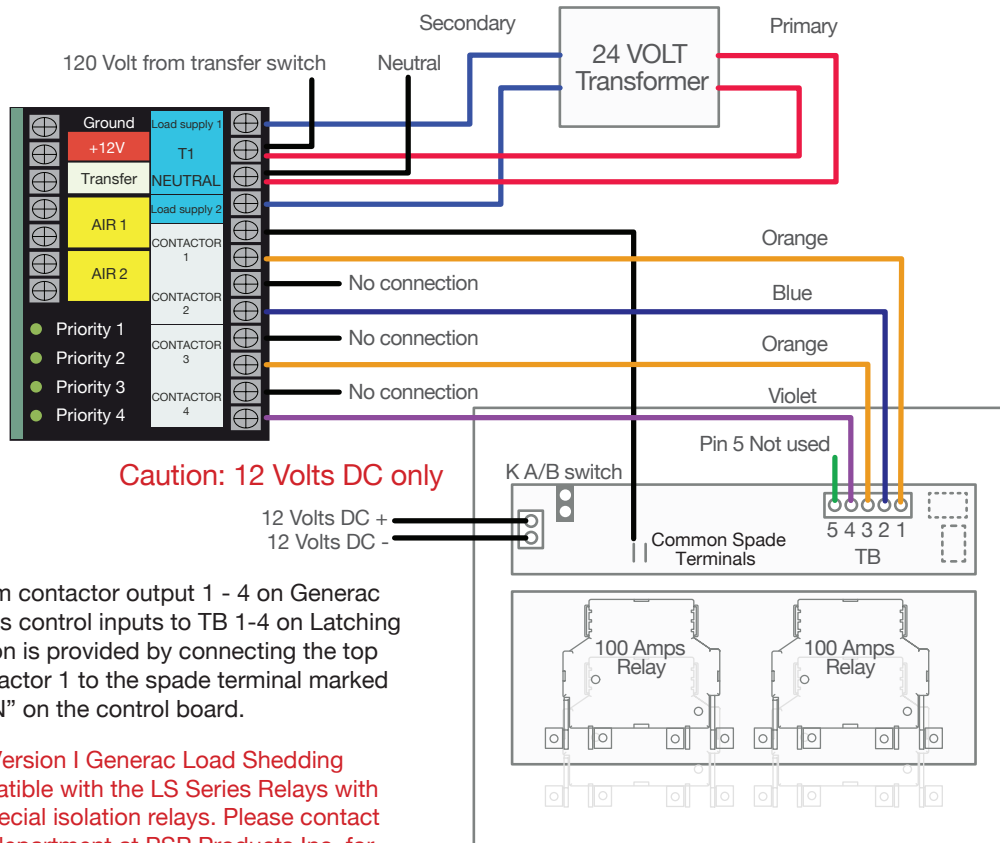 Secondary
Primary
24 VOLT
Transformer
120 Volt from transfer switch
Neutral
Ground
+12V
Transfer
AIR 1
AIR 2
Load supply 1
T1
NEUTRAL
Load supply 2
CONTACTOR
1
CONTACTOR
2
CONTACTOR
3
CONTACTOR
4
Priority 1
Priority 2
Priority 3
Priority 4
Orange
No connection
Blue
No connection
Orange
No connection
Violet
Pin 5 Not used
Caution: 12 Volts DC only
K A/B switch
12 Volts DC +
12 Volts DC -
Common Spade
Terminals
5 4 3 2 1
TB
100 Amps
Relay
100 Amps
Relay
contactor output 1 - 4 on Generac
s control inputs to TB 1-4 on Latching
on is provided by connecting the top
actor 1 to the spade terminal marked
N” on the control board.
Version I Generac Load Shedding
atible with the LS Series Relays with
ecial isolation relays. Please contact
department at PSP Products Inc. for